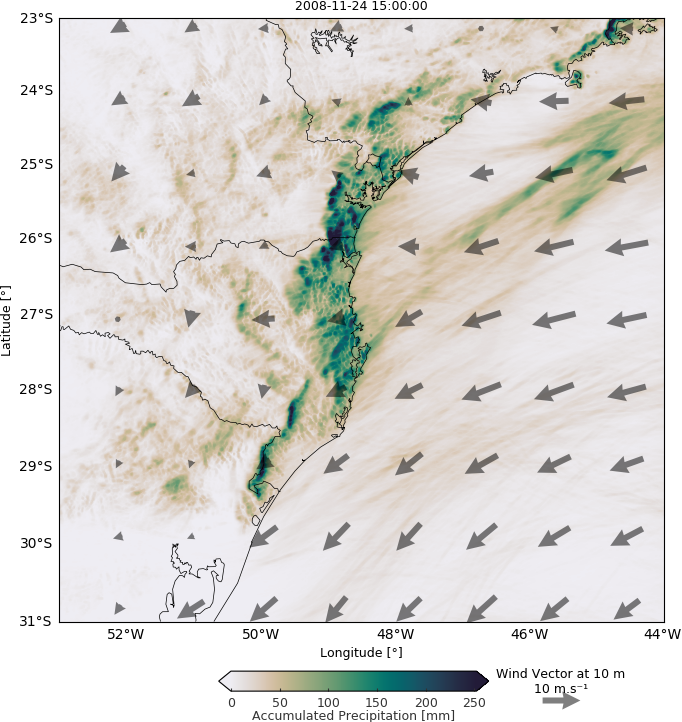 2008-11-24 15:00:00
23°S
24°S
25°S
26°S
27°S
28°S
29°S
30°S
31°S
Latitude [°]
52°W 50°W 48°W 46°W 44°W
Longitude [°]
0 50 100 150 200 250
Accumulated Precipitation [mm]
Wind Vector at 10 m
10 m.s⁻¹